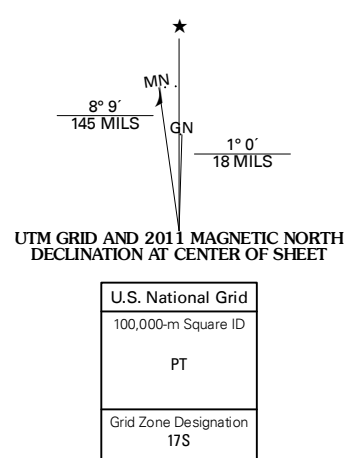 ★
MN
8° 9´
145 MILS
GN
1° 0´
18 MILS
UTM GRID AND 2011 MAGNETIC NORTH
DECLINATION AT CENTER OF SHEET
U.S. National Grid
100,000-m Square ID
PT
Grid Zone Designation
17S